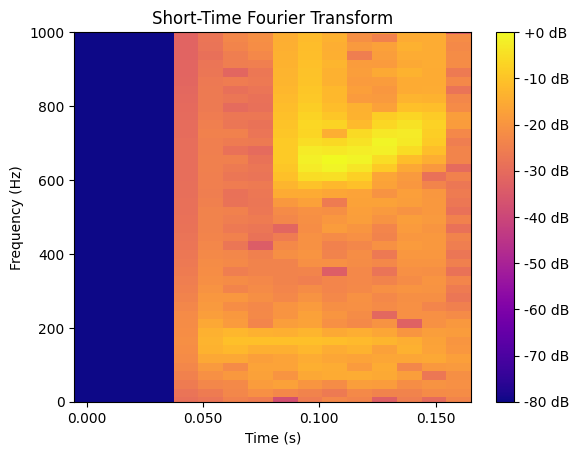 Short-Time Fourier Transform
1000
800
600
400
200
0
Frequency (Hz)
0.000
0.050
0.100
0.150
Time (s)
+0 dB
-10 dB
-20 dB
-30 dB
-40 dB
-50 dB
-60 dB
-70 dB
-80 dB